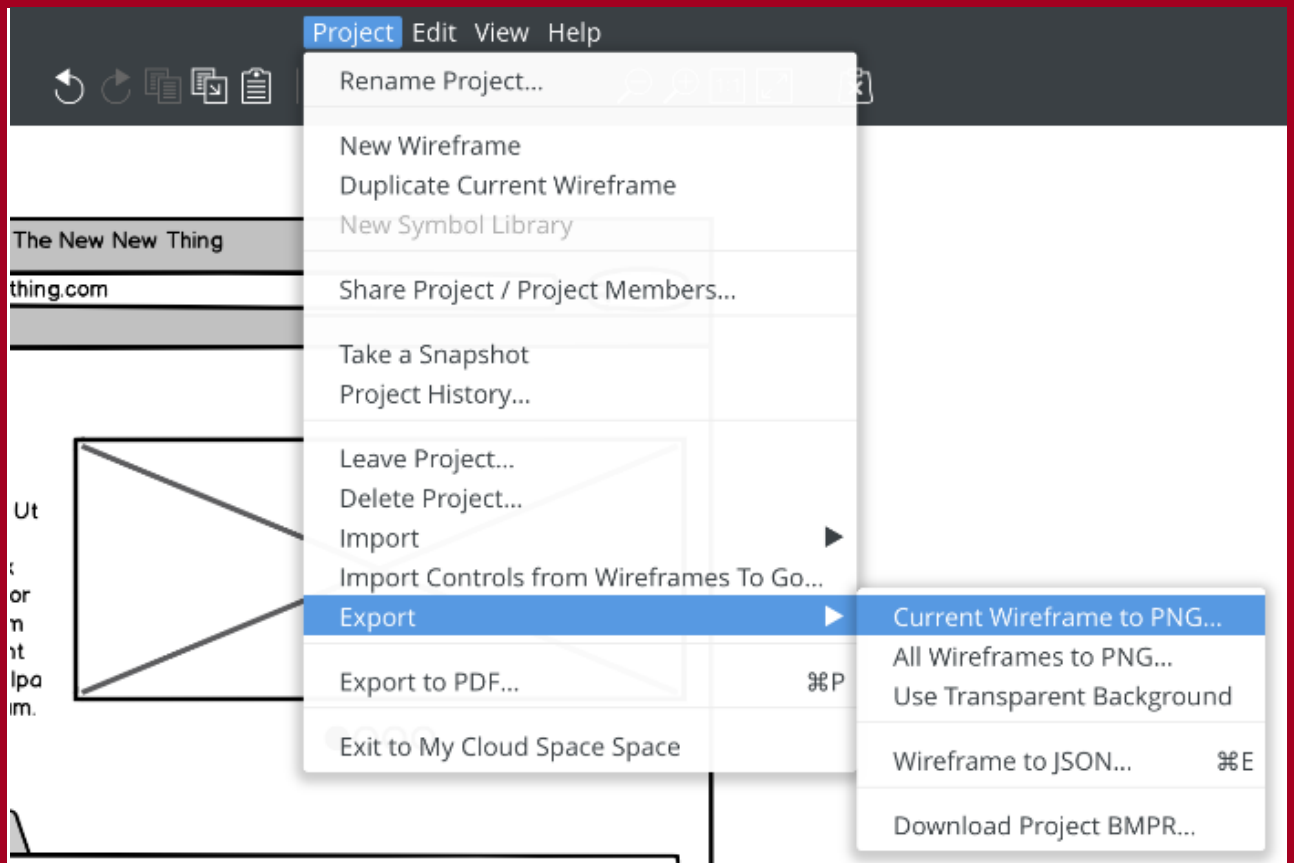 Project Edit View Help
Rename Project...
New Wireframe
Duplicate Current Wireframe
New Symbol Library
The New New Thing
thing.com
Share Project / Project Members...
Take a Snapshot
Project History...
Leave Project...
Delete Project...
Ut
Import
Import Controls from Wireframes To Go...
or
Export
Current Wireframe to PNG...
m
All Wireframes to PNG...
nt
Export to PDF... ⌘P
lpa
Use Transparent Background
um.
Exit to My Cloud Space Space
Wireframe to JSON... ⌘E
Download Project BMPR...